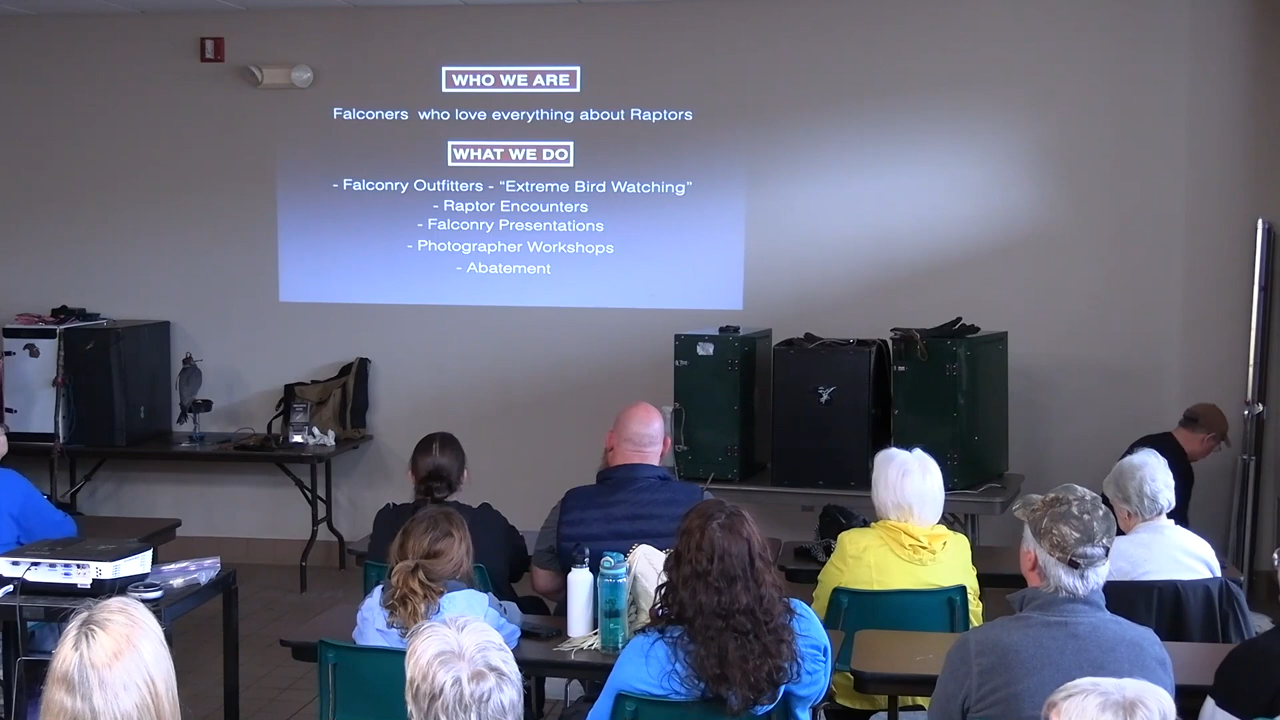 WHO WE ARE
Falconers who love everything about Raptors
WHAT WE DO
- Falconry Outfitters - "Extreme Bird Watching"
- Raptor Encounters
- Falconry Presentations
- Photographer Workshops
- Abatement